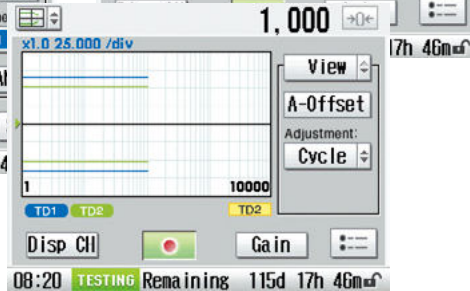 1,000 →0←
x1.0 25.000 /div
17h 46m
View
A-Offset
Adjustment:
Cycle
1 10000
TD1 TD2 TD2
Disp CH Gain
08:20 TESTING Remaining 115d 17h 46m